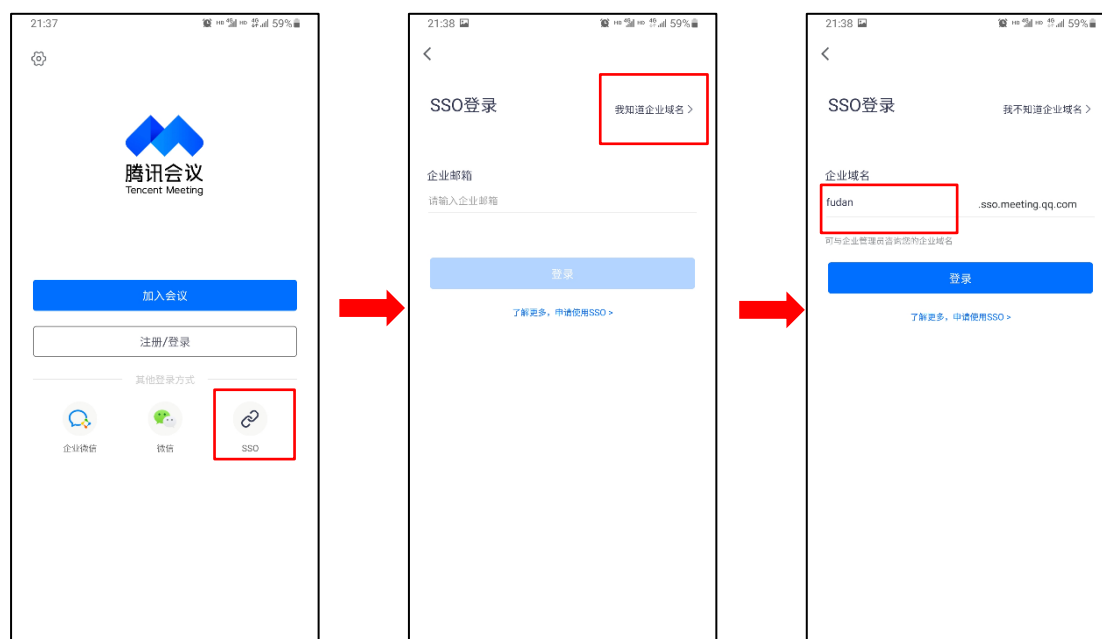 21:37
59%
腾讯会议
Tencent Meeting
加入会议
注册/登录
其他登录方式
企业微信
微信
SSO
21:38
59%
SSO登录
我知道企业域名 >
企业邮箱
请输入企业邮箱
登录
了解更多，申请使用SSO >
21:38
59%
SSO登录
我不知道企业域名 >
企业域名
fudan .sso.meeting.qq.com
可与企业管理员咨询您的企业域名
登录
了解更多，申请使用SSO >